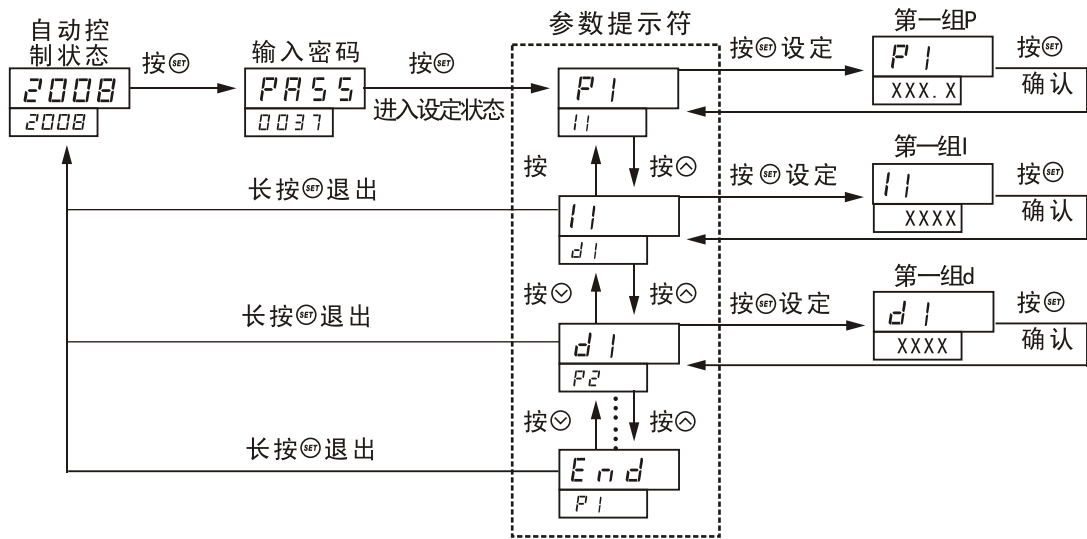 自动控
制状态
2008
2008
按SET
输入密码
PASS
0037
按SET
进入设定状态
参数提示符
P1
I1
按SET设定
第一组P
P1
XXX.X
按SET
确认
按
按
长按SET退出
I1
d1
按SET设定
第一组I
I1
XXXX
按SET
确认
按
按
长按SET退出
d1
P2
按SET设定
第一组d
d1
XXXX
按SET
确认
按
按
长按SET退出
End
P1